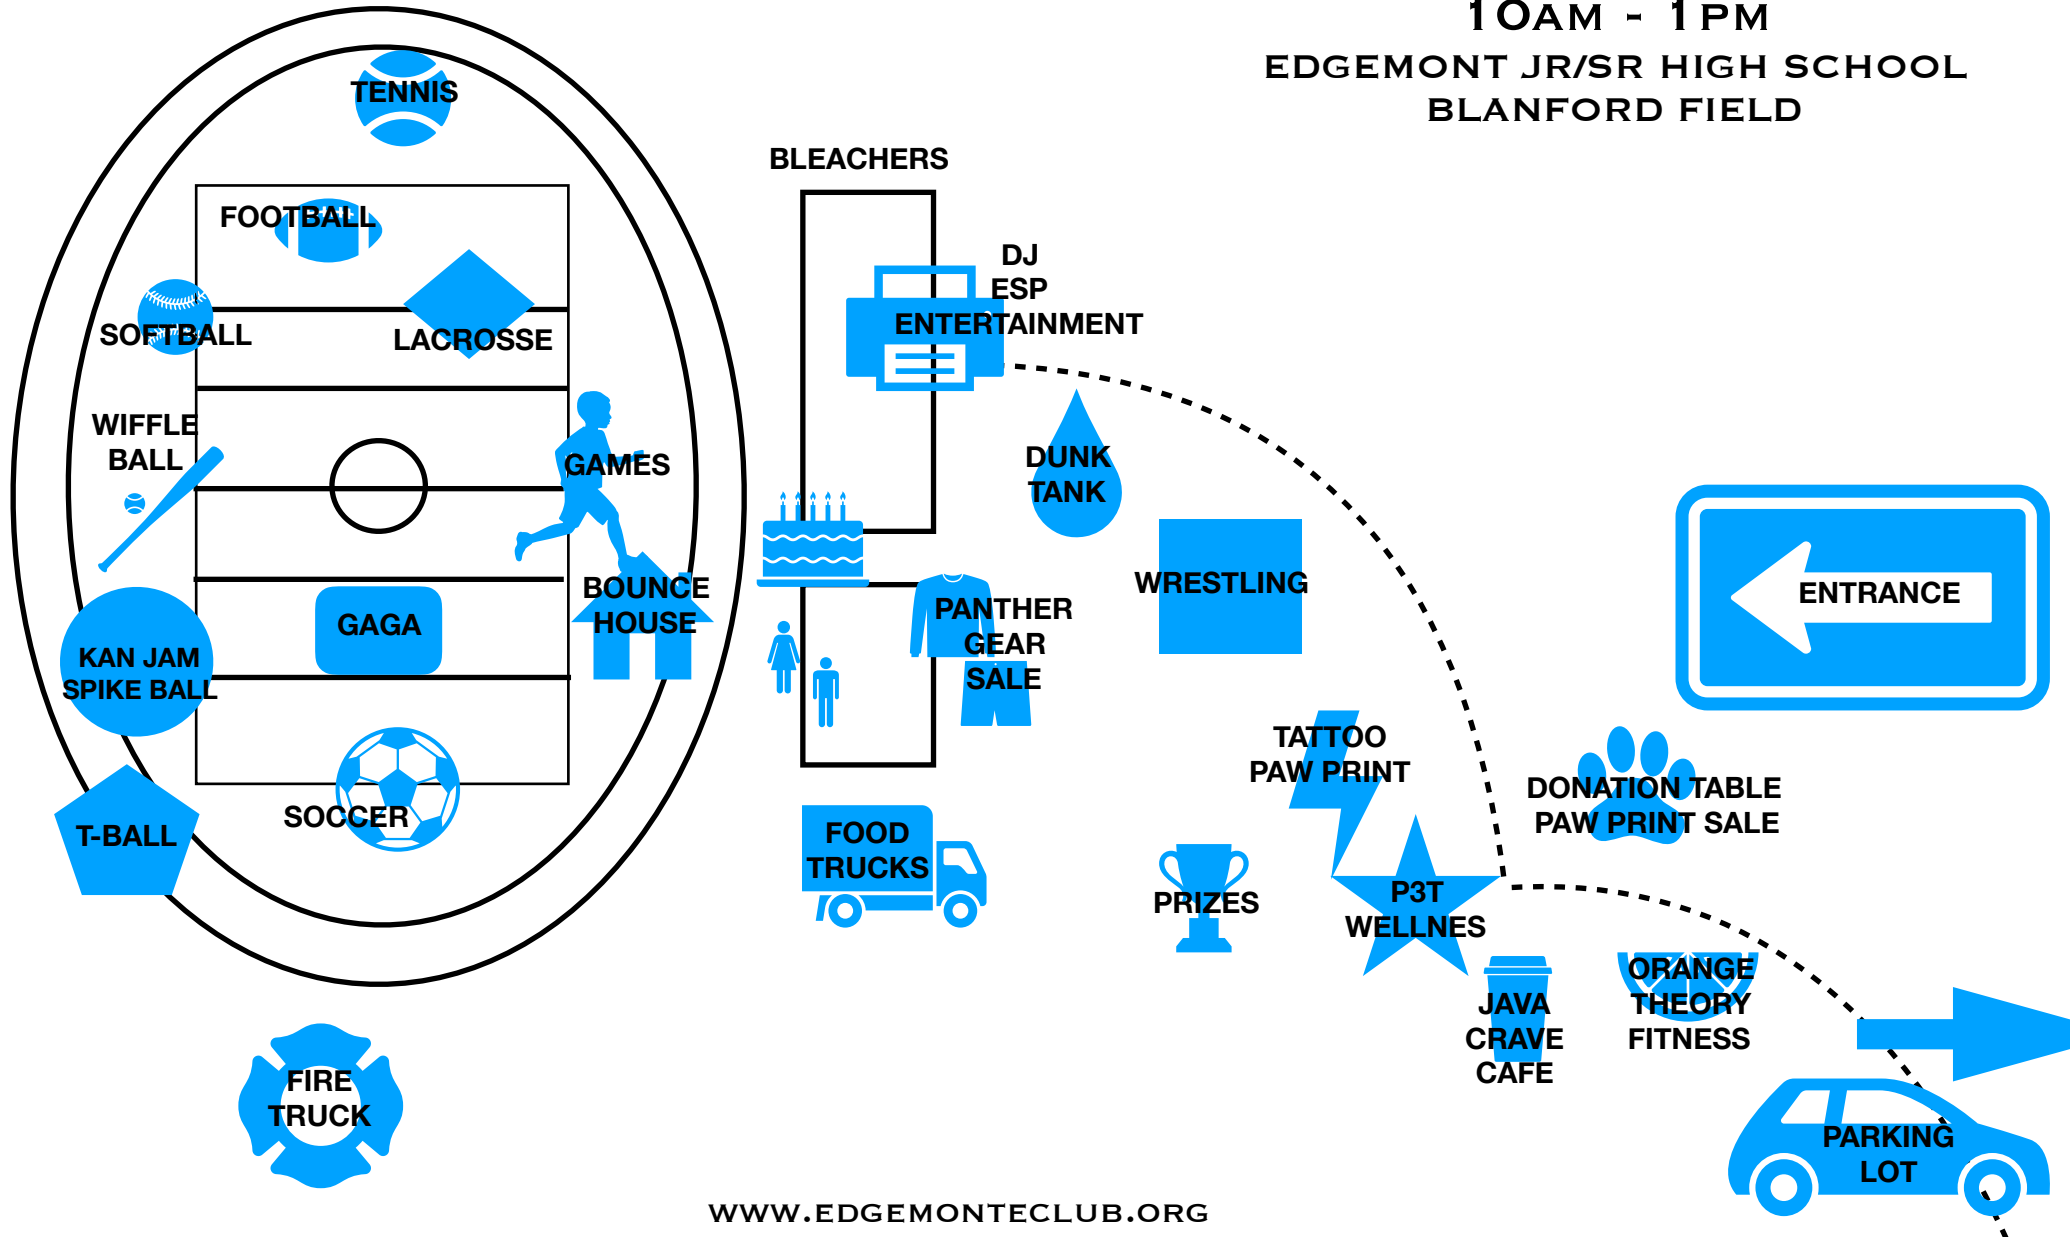 10AM - 1PM
EDGEMONT JR/SR HIGH SCHOOL
BLANFORD FIELD
TENNIS
BLEACHERS
FOOTBALL
SOFTBALL
LACROSSE
DJ
ESP
ENTERTAINMENT
WIFFLE
BALL
GAMES
DUNK
TANK
WRESTLING
ENTRANCE
BOUNCE
HOUSE
GAGA
KAN JAM
SPIKE BALL
PANTHER
GEAR
SALE
TATTOO
PAW PRINT
DONATION TABLE
PAW PRINT SALE
T-BALL
SOCCER
FOOD
TRUCKS
PRIZES
P3T
WELLNES
JAVA
CRAVE
CAFE
ORANGE
THEORY
FITNESS
FIRE
TRUCK
PARKING
LOT
WWW.EDGEMONTECLUB.ORG